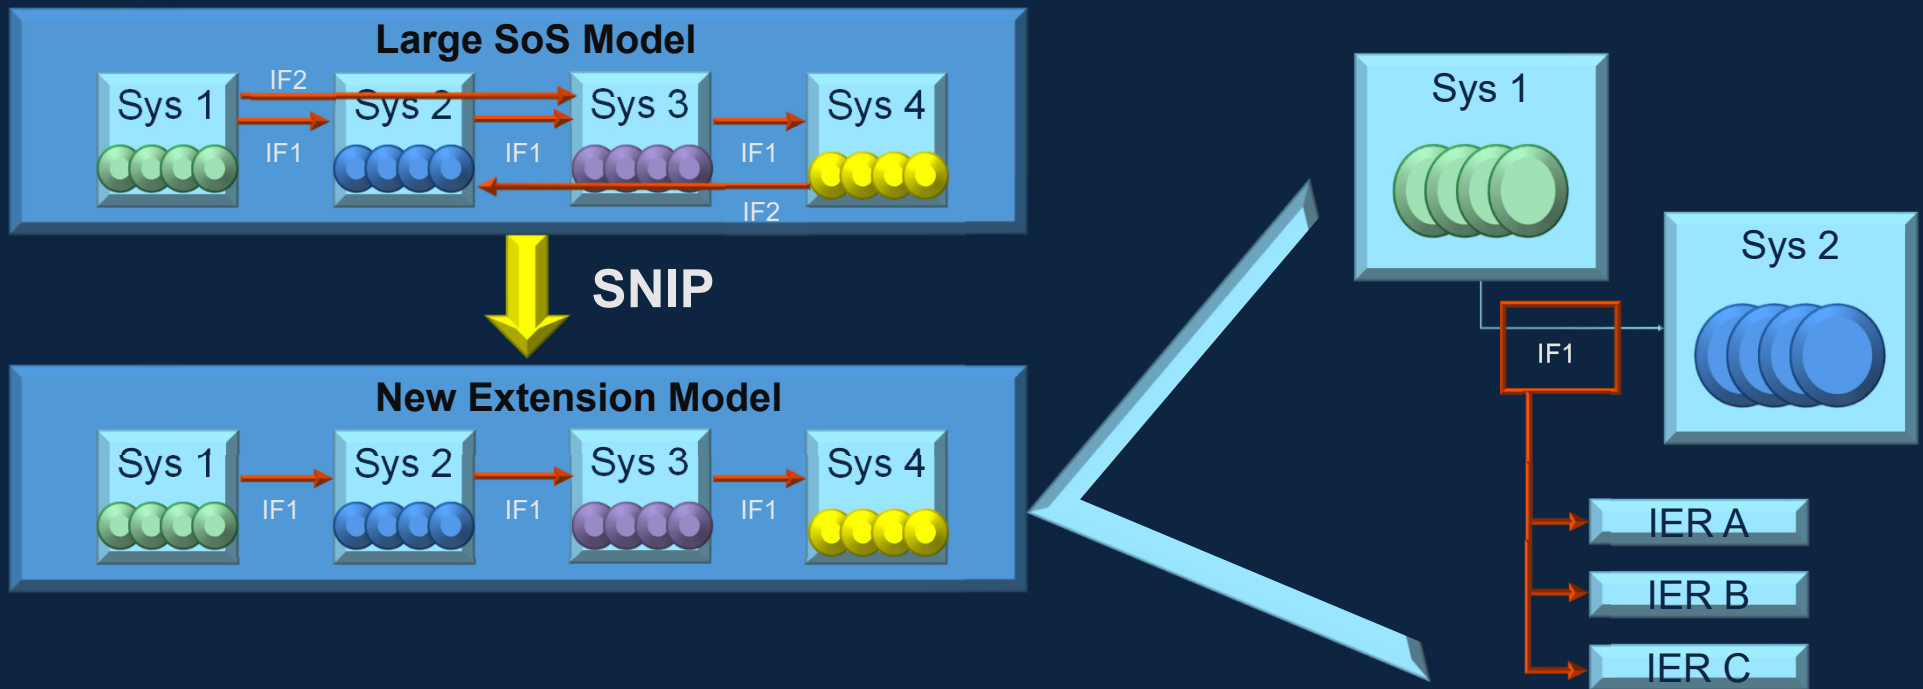 Large SoS Model
IF2
Sys 1
Sys 2
Sys 3
Sys 4
IF1
IF1
IF1
IF2
SNIP
New Extension Model
Sys 1
Sys 2
Sys 3
Sys 4
IF1
IF1
IF1
Sys 1
Sys 2
IF1
IER A
IER B
IER C